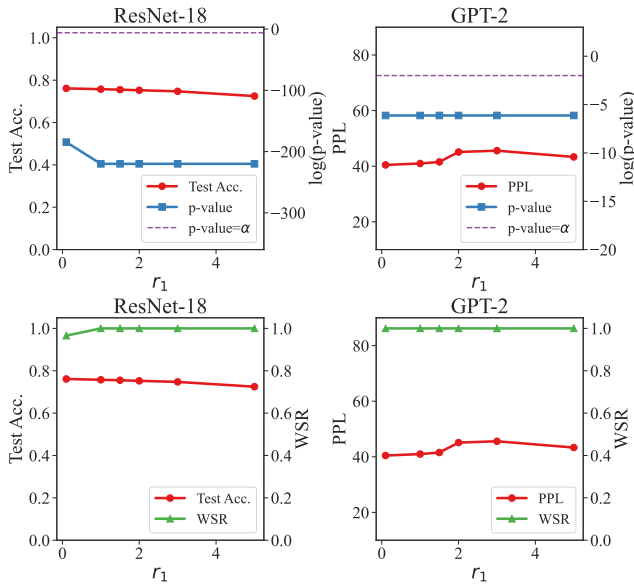 ResNet-18
1.0
0.8
0.6
0.4
0.2
0.0
Test Acc.
0
−100
−200
−300
log(p-value)
Test Acc.
p-value
p-value=α
0
2
4
r₁
GPT-2
80
60
40
20
PPL
0
−5
−10
−15
−20
log(p-value)
PPL
p-value
p-value=α
0
2
4
r₁
ResNet-18
1.0
0.8
0.6
0.4
0.2
0.0
Test Acc.
1.0
0.8
0.6
0.4
0.2
0.0
WSR
Test Acc.
WSR
0
2
4
r₁
GPT-2
80
60
40
20
PPL
1.0
0.8
0.6
0.4
0.2
0.0
WSR
PPL
WSR
0
2
4
r₁